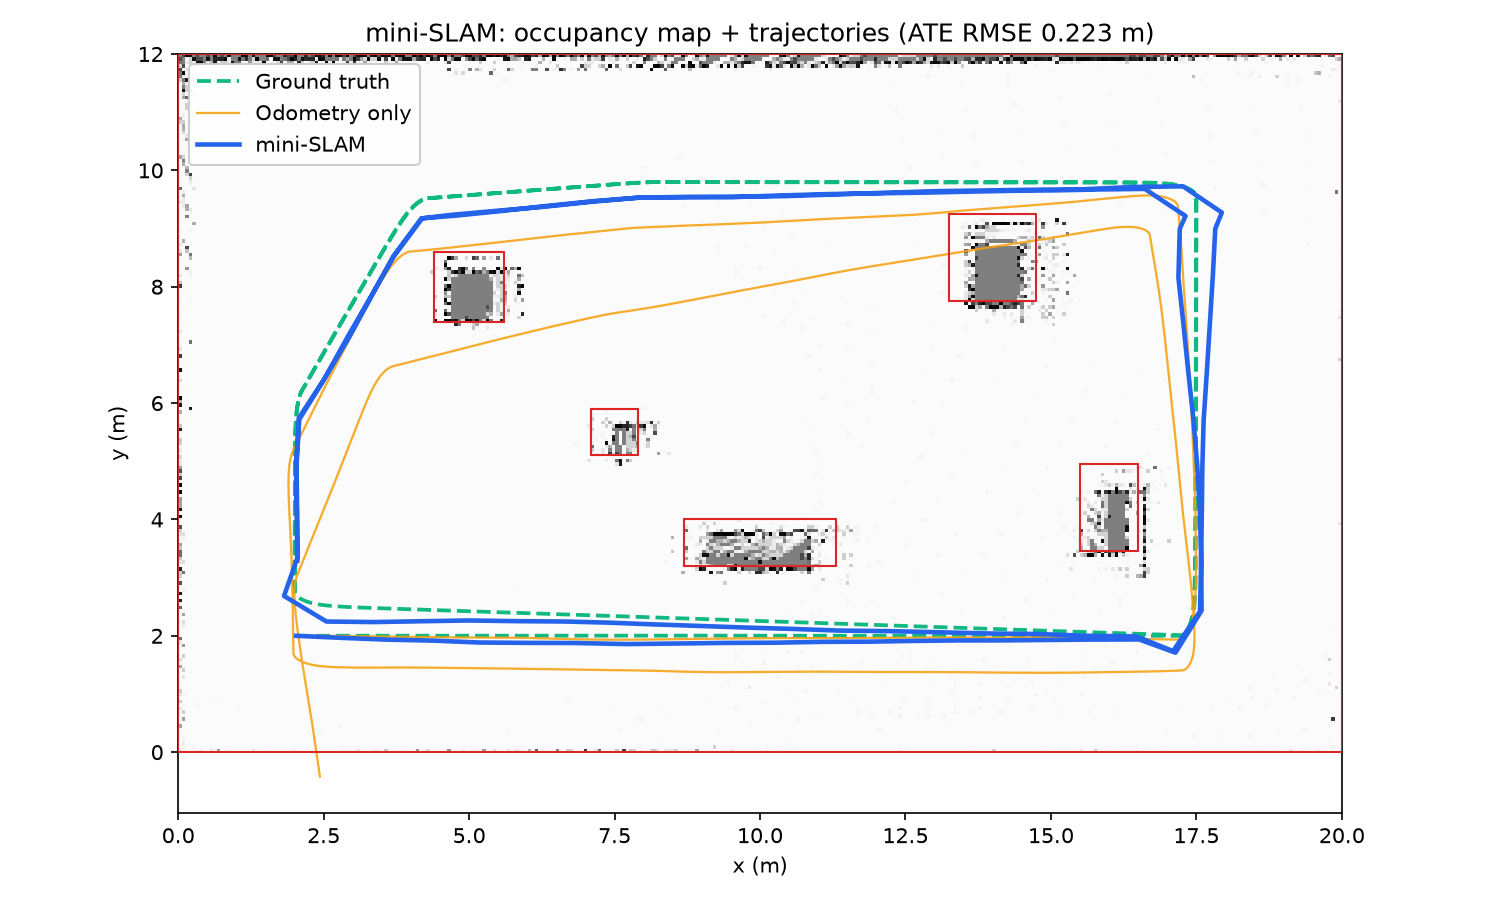 mini-SLAM: occupancy map + trajectories (ATE RMSE 0.223 m)
Ground truth
Odometry only
mini-SLAM
12
10
8
6
4
2
0
y (m)
0.0 2.5 5.0 7.5 10.0 12.5 15.0 17.5 20.0
x (m)